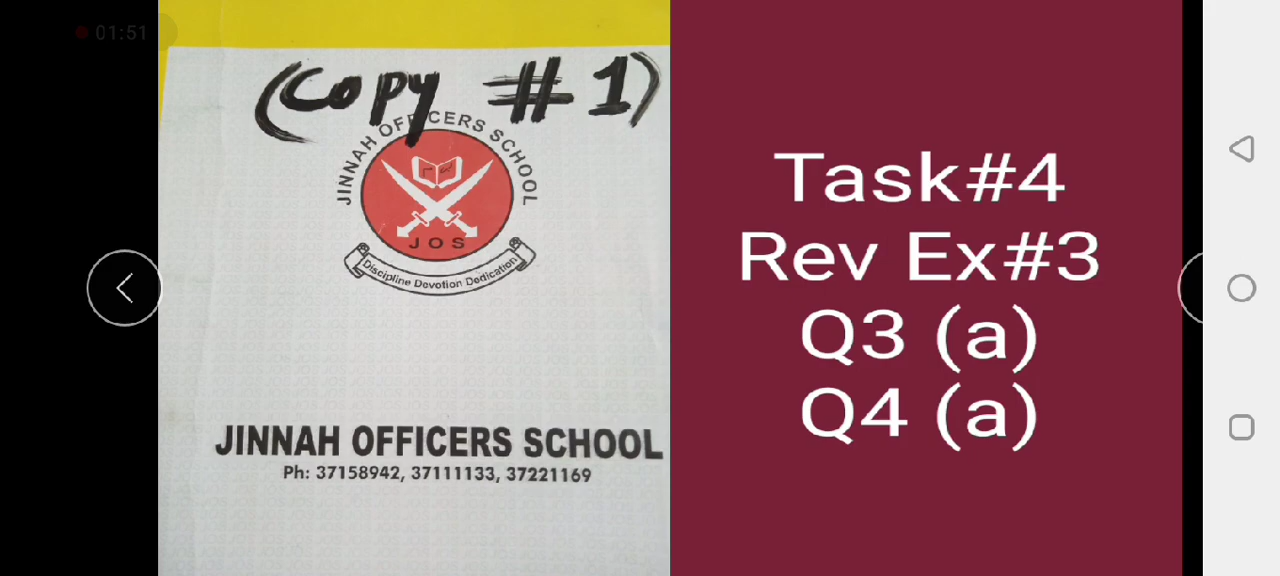 01:51
(Copy # 1)
JINNAH OFFICERS SCHOOL
JOS
Discipline Devotion Dedication
JINNAH OFFICERS SCHOOL
Ph: 37158942, 37111133, 37221169
Task#4
Rev Ex#3
Q3 (a)
Q4 (a)